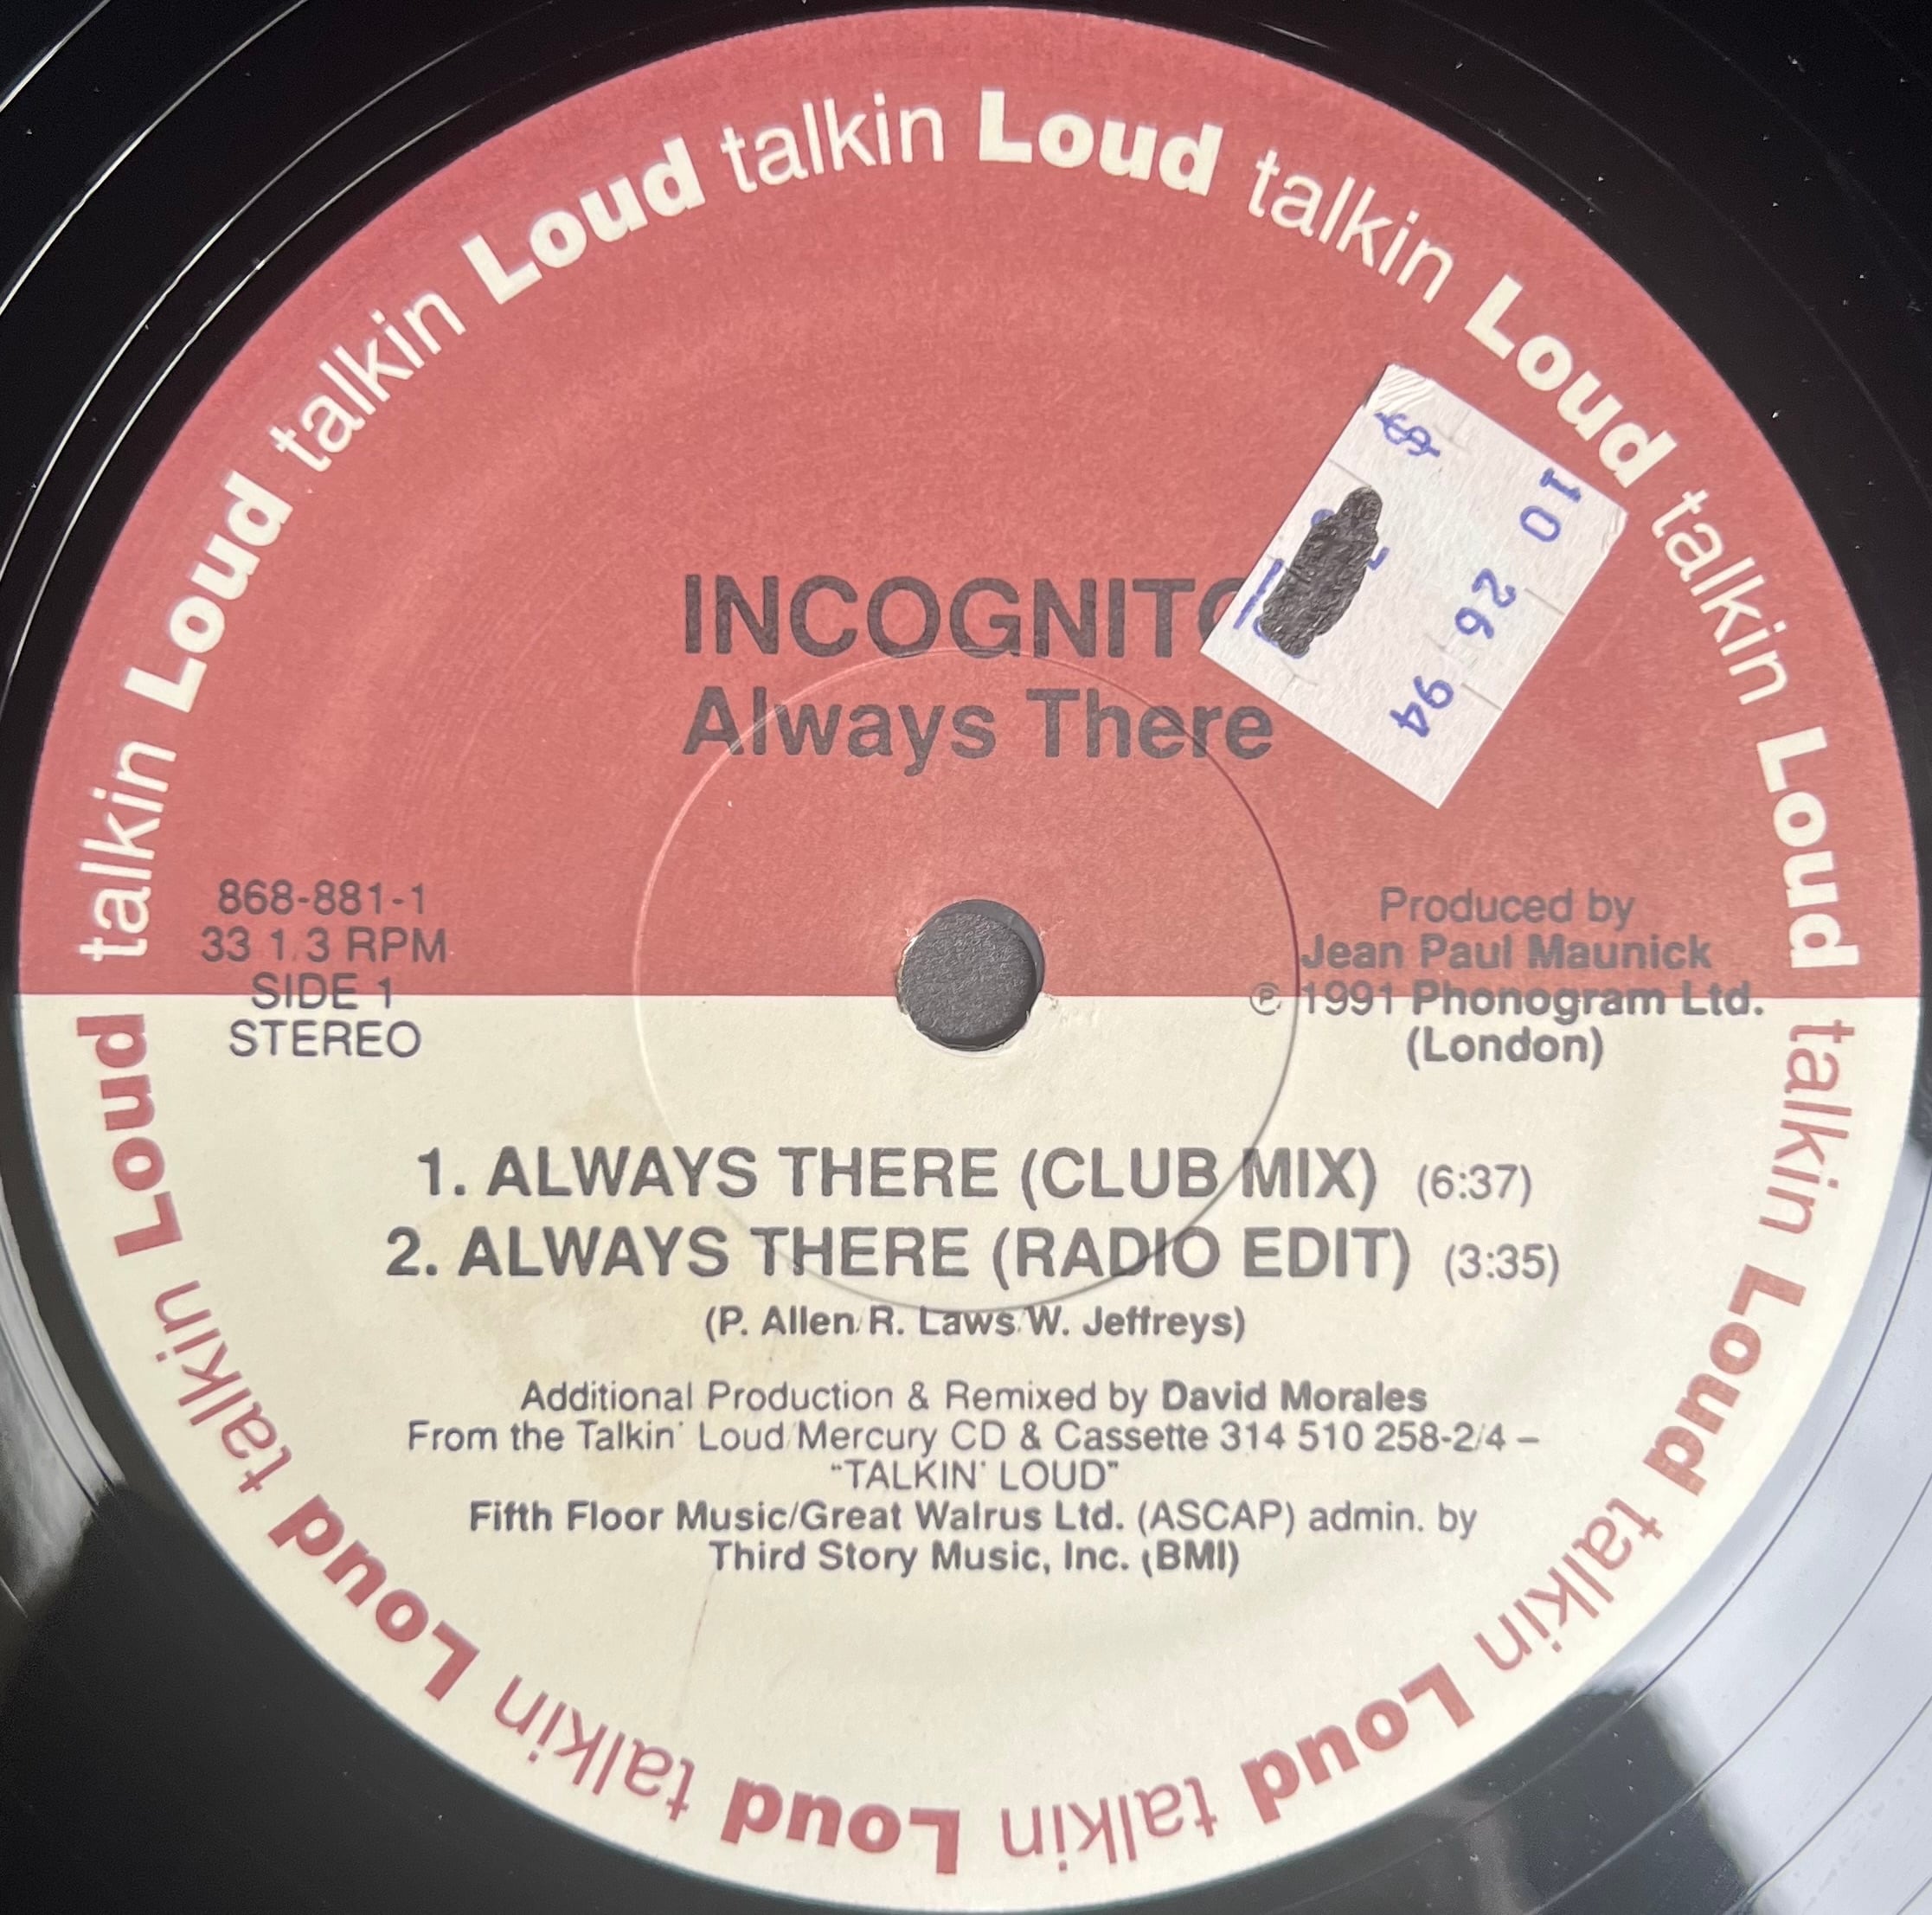 talkin Loud talkin Loud talkin Loud talkin Loud talkin Loud talkin Loud talkin Loud talkin Loud talkin Loud talkin Loud talkin Loud talkin Loud
$
10 26 94
INCOGNITO
Always There
868-881-1
33 1/3 RPM
SIDE 1
STEREO
Produced by
Jean Paul Maunick
℗ 1991 Phonogram Ltd.
(London)
1. ALWAYS THERE (CLUB MIX) (6:37)
2. ALWAYS THERE (RADIO EDIT) (3:35)
(P. Allen/R. Laws/W. Jeffreys)
Additional Production & Remixed by David Morales
From the Talkin' Loud/Mercury CD & Cassette 314 510 258-2/4 –
"TALKIN' LOUD"
Fifth Floor Music/Great Walrus Ltd. (ASCAP) admin. by
Third Story Music, Inc. (BMI)